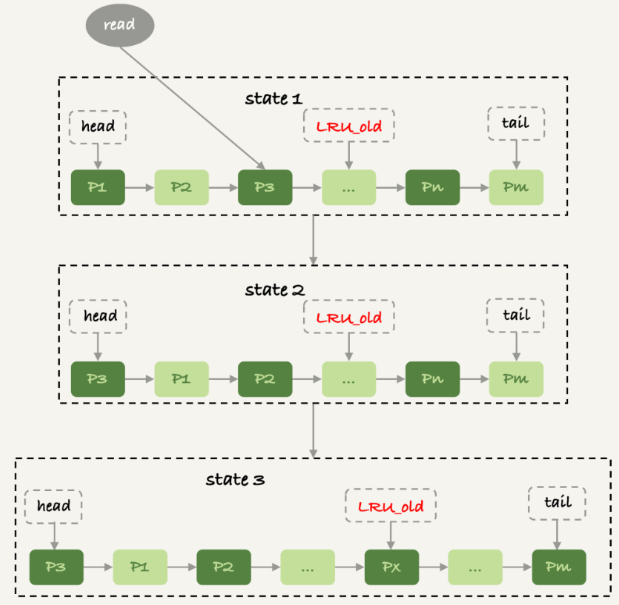 read
state 1
head
LRU_old
tail
P1 P2 P3 ... Pn Pm
state 2
head
LRU_old
tail
P3 P1 P2 ... Pn Pm
state 3
head
LRU_old
tail
P3 P1 P2 ... Px ... Pm